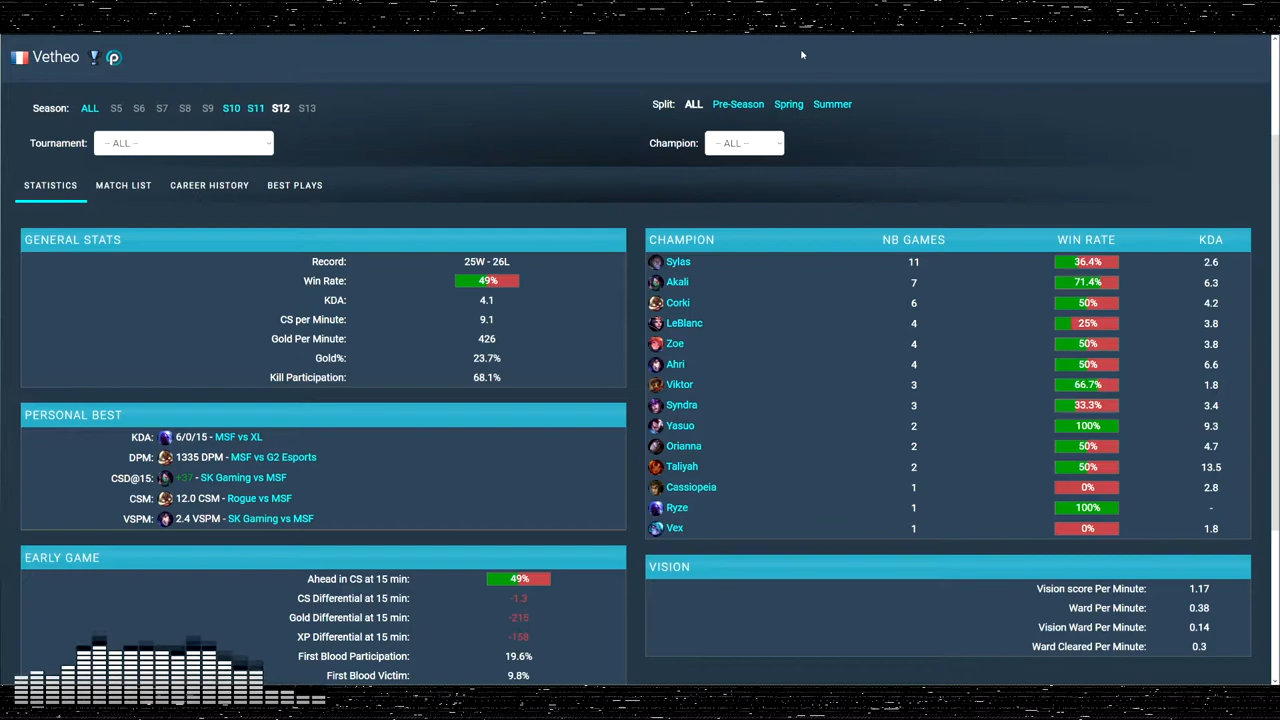 Vetheo
Season: ALL S5 S6 S7 S8 S9 S10 S11 S12 S13
Split: ALL Pre-Season Spring Summer
Tournament: -- ALL --
Champion: -- ALL --
STATISTICS MATCH LIST CAREER HISTORY BEST PLAYS
GENERAL STATS
Record: 25W - 26L
Win Rate: 49%
KDA: 4.1
CS per Minute: 9.1
Gold Per Minute: 426
Gold%: 23.7%
Kill Participation: 68.1%
PERSONAL BEST
KDA: 6/0/15 - MSF vs XL
DPM: 1335 DPM - MSF vs G2 Esports
CSD@15: +37 - SK Gaming vs MSF
CSM: 12.0 CSM - Rogue vs MSF
VSPM: 2.4 VSPM - SK Gaming vs MSF
EARLY GAME
Ahead in CS at 15 min: 49%
CS Differential at 15 min: -1.3
Gold Differential at 15 min: -215
XP Differential at 15 min: -158
First Blood Participation: 19.6%
First Blood Victim: 9.8%
CHAMPION NB GAMES WIN RATE KDA
Sylas 11 36.4% 2.6
Akali 7 71.4% 6.3
Corki 6 50% 4.2
LeBlanc 4 25% 3.8
Zoe 4 50% 3.8
Ahri 4 50% 6.6
Viktor 3 66.7% 1.8
Syndra 3 33.3% 3.4
Yasuo 2 100% 9.3
Orianna 2 50% 4.7
Taliyah 2 50% 13.5
Cassiopeia 1 0% 2.8
Ryze 1 100% -
Vex 1 0% 1.8
VISION
Vision score Per Minute: 1.17
Ward Per Minute: 0.38
Vision Ward Per Minute: 0.14
Ward Cleared Per Minute: 0.3